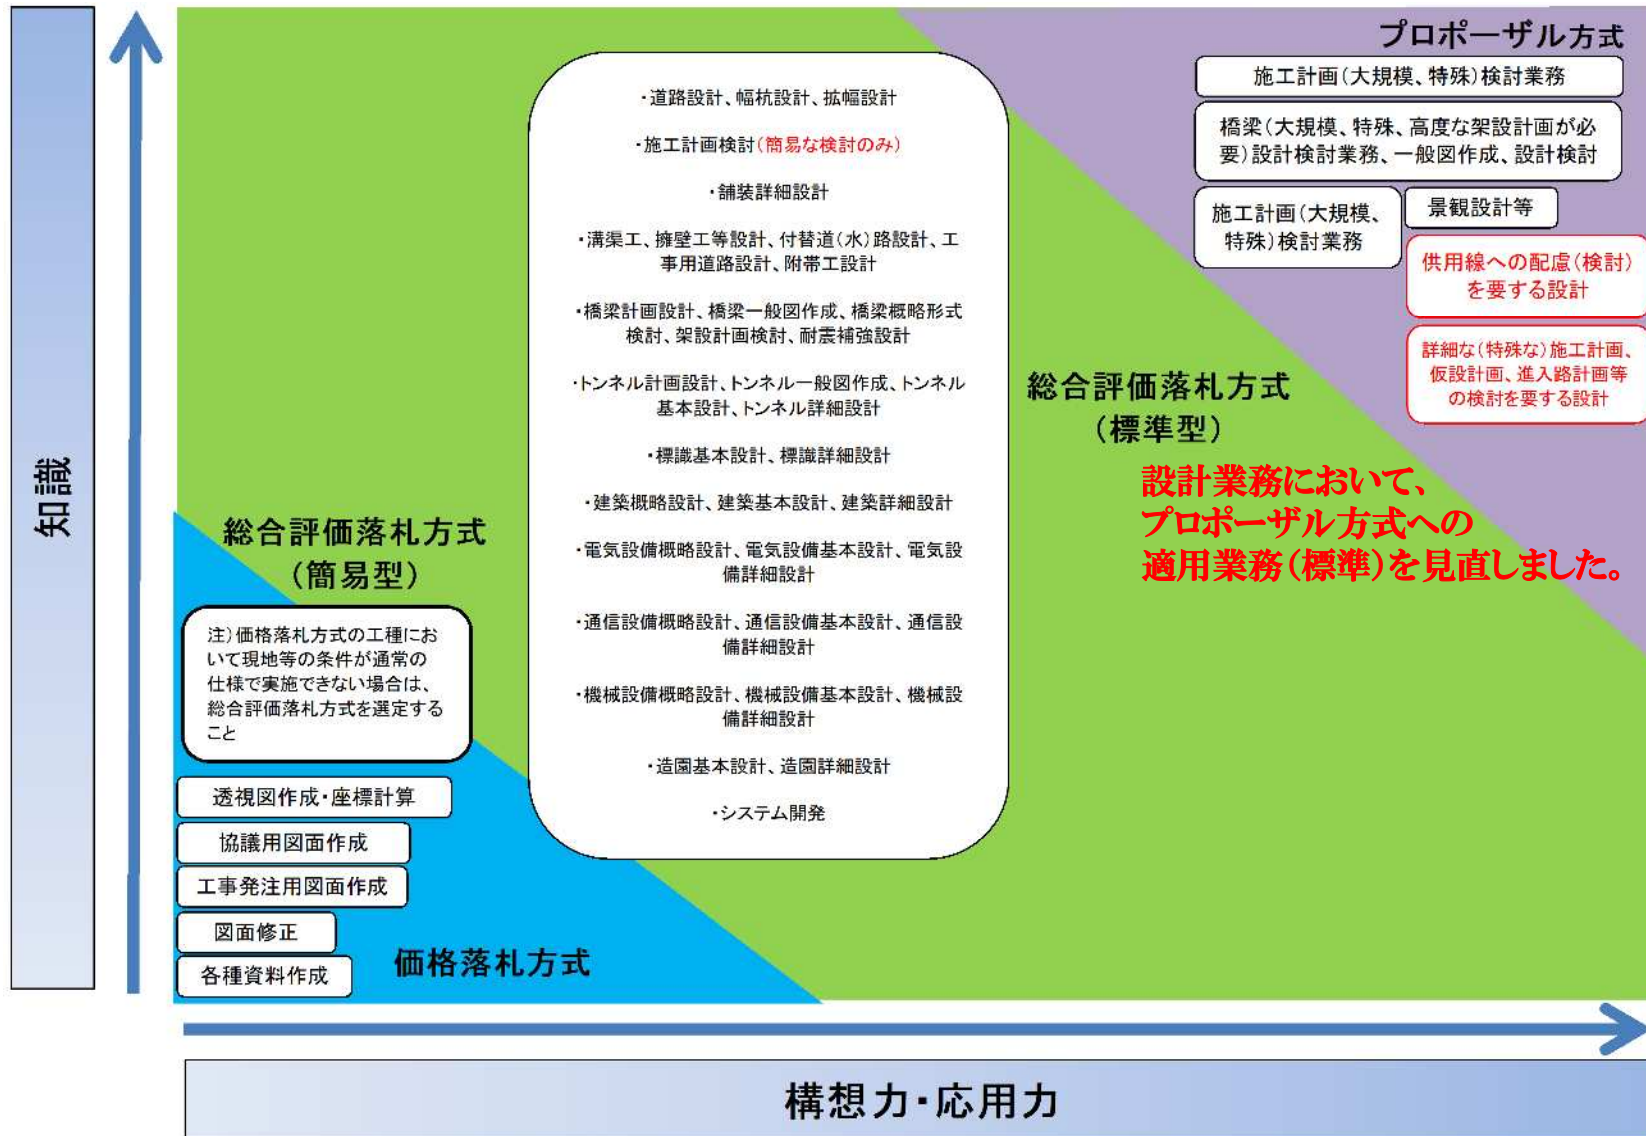 知識
プロポーザル方式
施工計画(大規模、特殊)検討業務
橋梁(大規模、特殊、高度な架設計画が必
要)設計検討業務、一般図作成、設計検討
施工計画(大規模、
特殊)検討業務
景観設計等
供用線への配慮(検討)
を要する設計
詳細な(特殊な)施工計画、
仮設計画、進入路計画等
の検討を要する設計
・道路設計、幅杭設計、拡幅設計
・施工計画検討(簡易な検討のみ)
・舗装詳細設計
・溝渠工、擁壁工等設計、付替道(水)路設計、工
事用道路設計、附帯工設計
・橋梁計画設計、橋梁一般図作成、橋梁概略形式
検討、架設計画検討、耐震補強設計
・トンネル計画設計、トンネル一般図作成、トンネル
基本設計、トンネル詳細設計
・標識基本設計、標識詳細設計
・建築概略設計、建築基本設計、建築詳細設計
・電気設備概略設計、電気設備基本設計、電気設
備詳細設計
・通信設備概略設計、通信設備基本設計、通信設
備詳細設計
・機械設備概略設計、機械設備基本設計、機械設
備詳細設計
・造園基本設計、造園詳細設計
・システム開発
総合評価落札方式
(標準型)
設計業務において、
プロポーザル方式への
適用業務(標準)を見直しました。
総合評価落札方式
(簡易型)
注)価格落札方式の工種にお
いて現地等の条件が通常の
仕様で実施できない場合は、
総合評価落札方式を選定する
こと
透視図作成・座標計算
協議用図面作成
工事発注用図面作成
図面修正
各種資料作成
価格落札方式
構想力・応用力